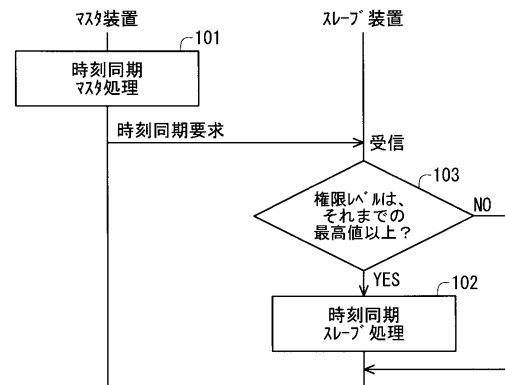 ﾏｽﾀ装置
ｽﾚｰﾌﾞ装置
101
時刻同期
ﾏｽﾀ処理
時刻同期要求
受信
103
権限ﾚﾍﾞﾙは、
それまでの
最高値以上？
NO
YES
102
時刻同期
ｽﾚｰﾌﾞ処理